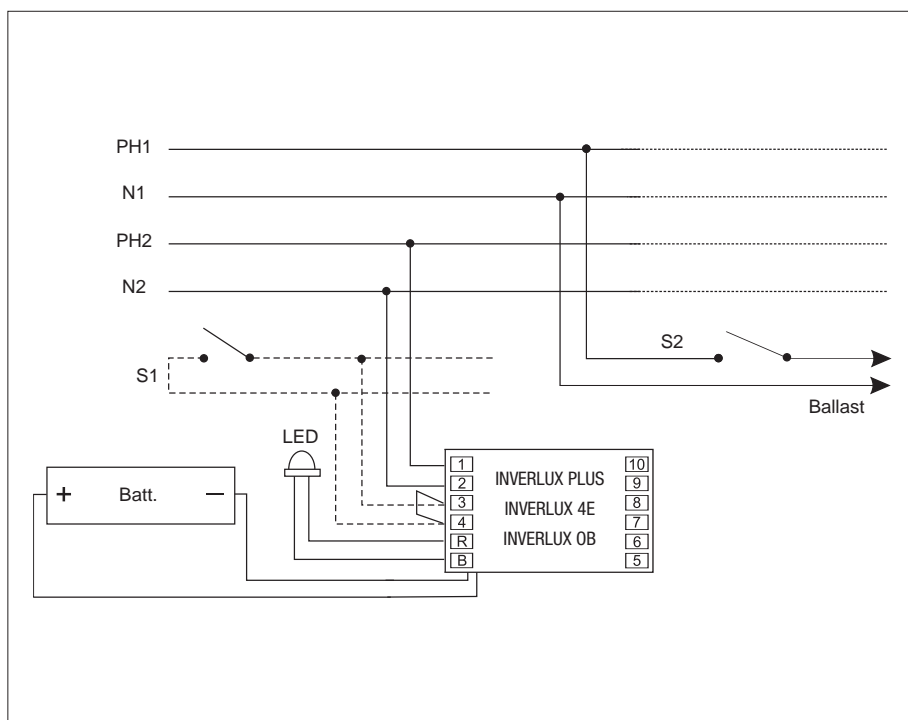 PH1
N1
PH2
N2
S2
S1
Ballast
LED
+ Batt. −
1 INVERLUX PLUS 10
2 9
3 INVERLUX 4E 8
4 7
R INVERLUX OB 6
B 5